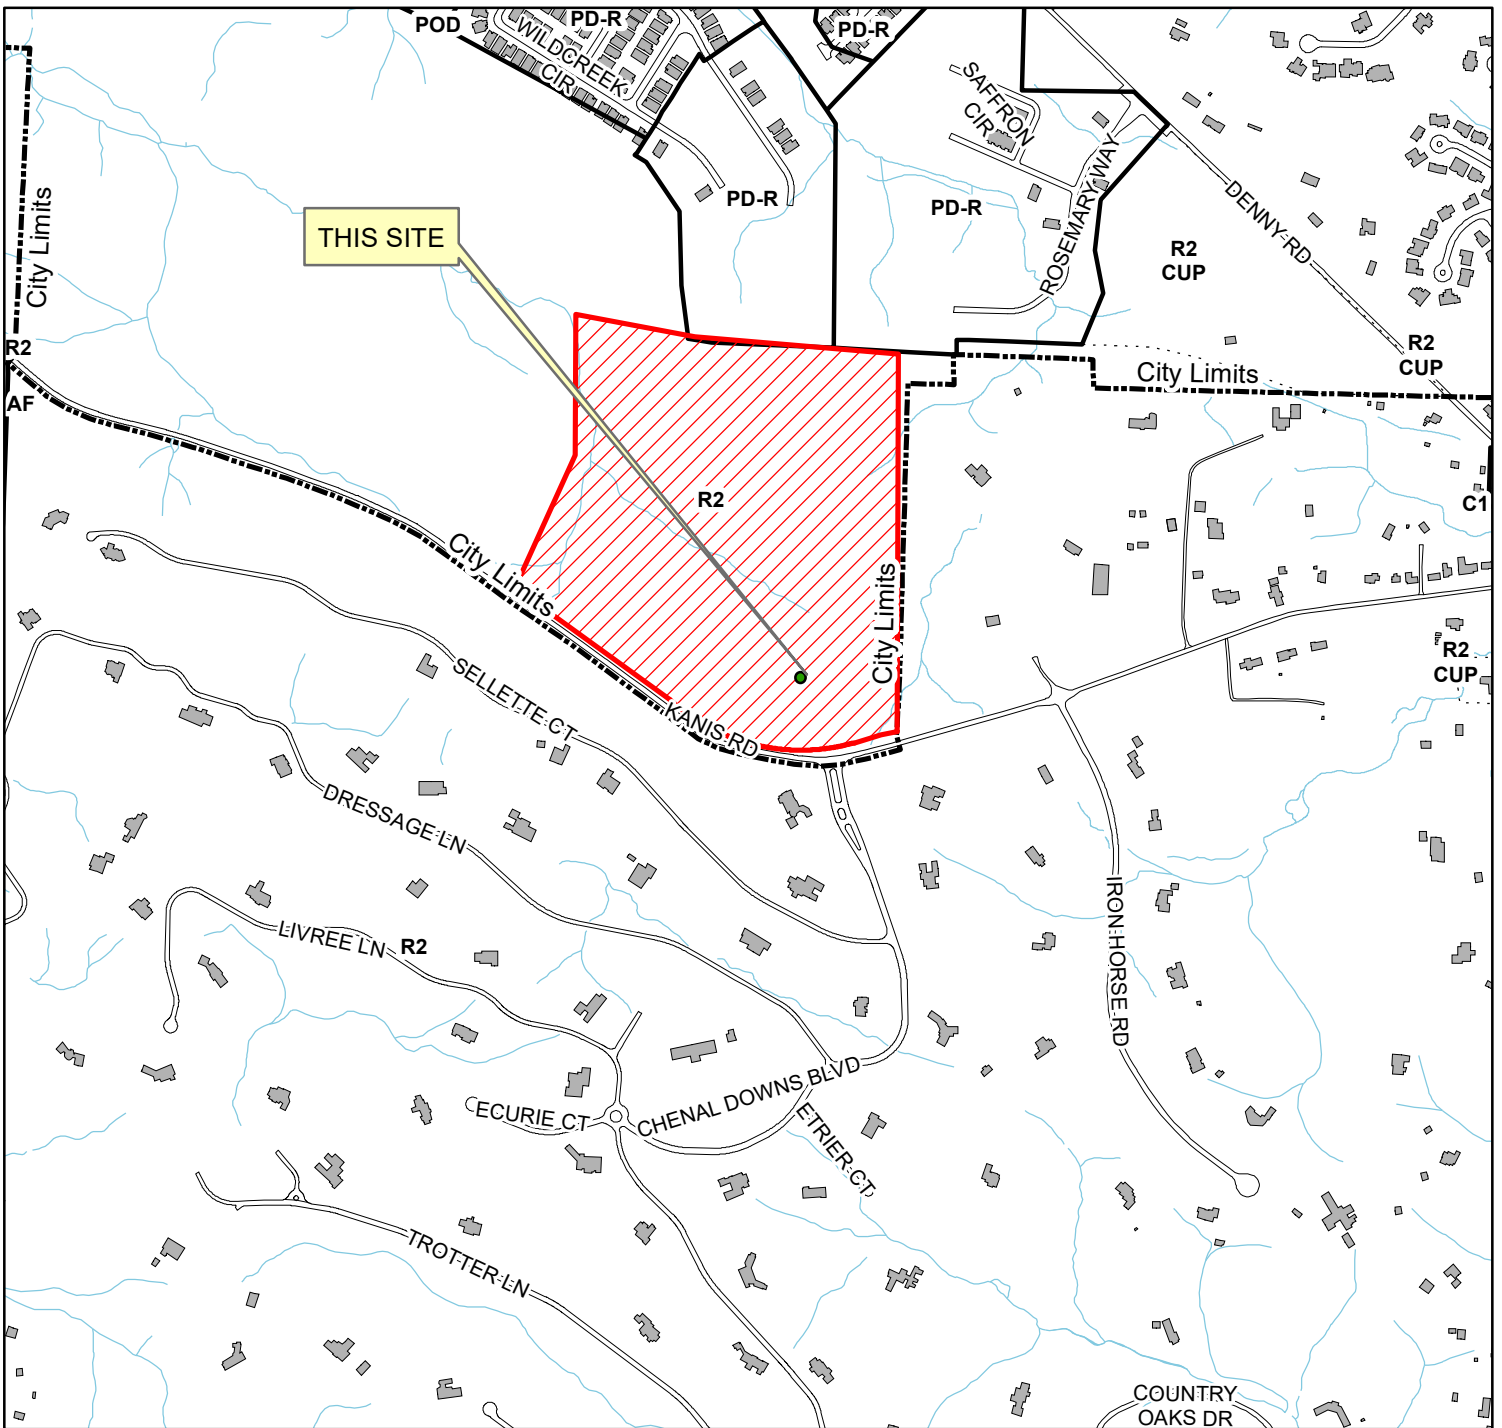 POD
PD-R
PD-R
WILDCREEK
CIR
SAFFRON
CIR
ROSEMARY WAY
DENNY RD
City Limits
PD-R
PD-R
THIS SITE
R2
CUP
R2
AF
R2
CUP
City Limits
R2
C1
City Limits
City Limits
KANIS RD
R2
CUP
SELLETTE CT
DRESSAGE LN
LIVREE LN
R2
IRON HORSE RD
ECURIE CT
CHENAL DOWNS BLVD
ETRIER CT
TROTTER LN
COUNTRY
OAKS DR